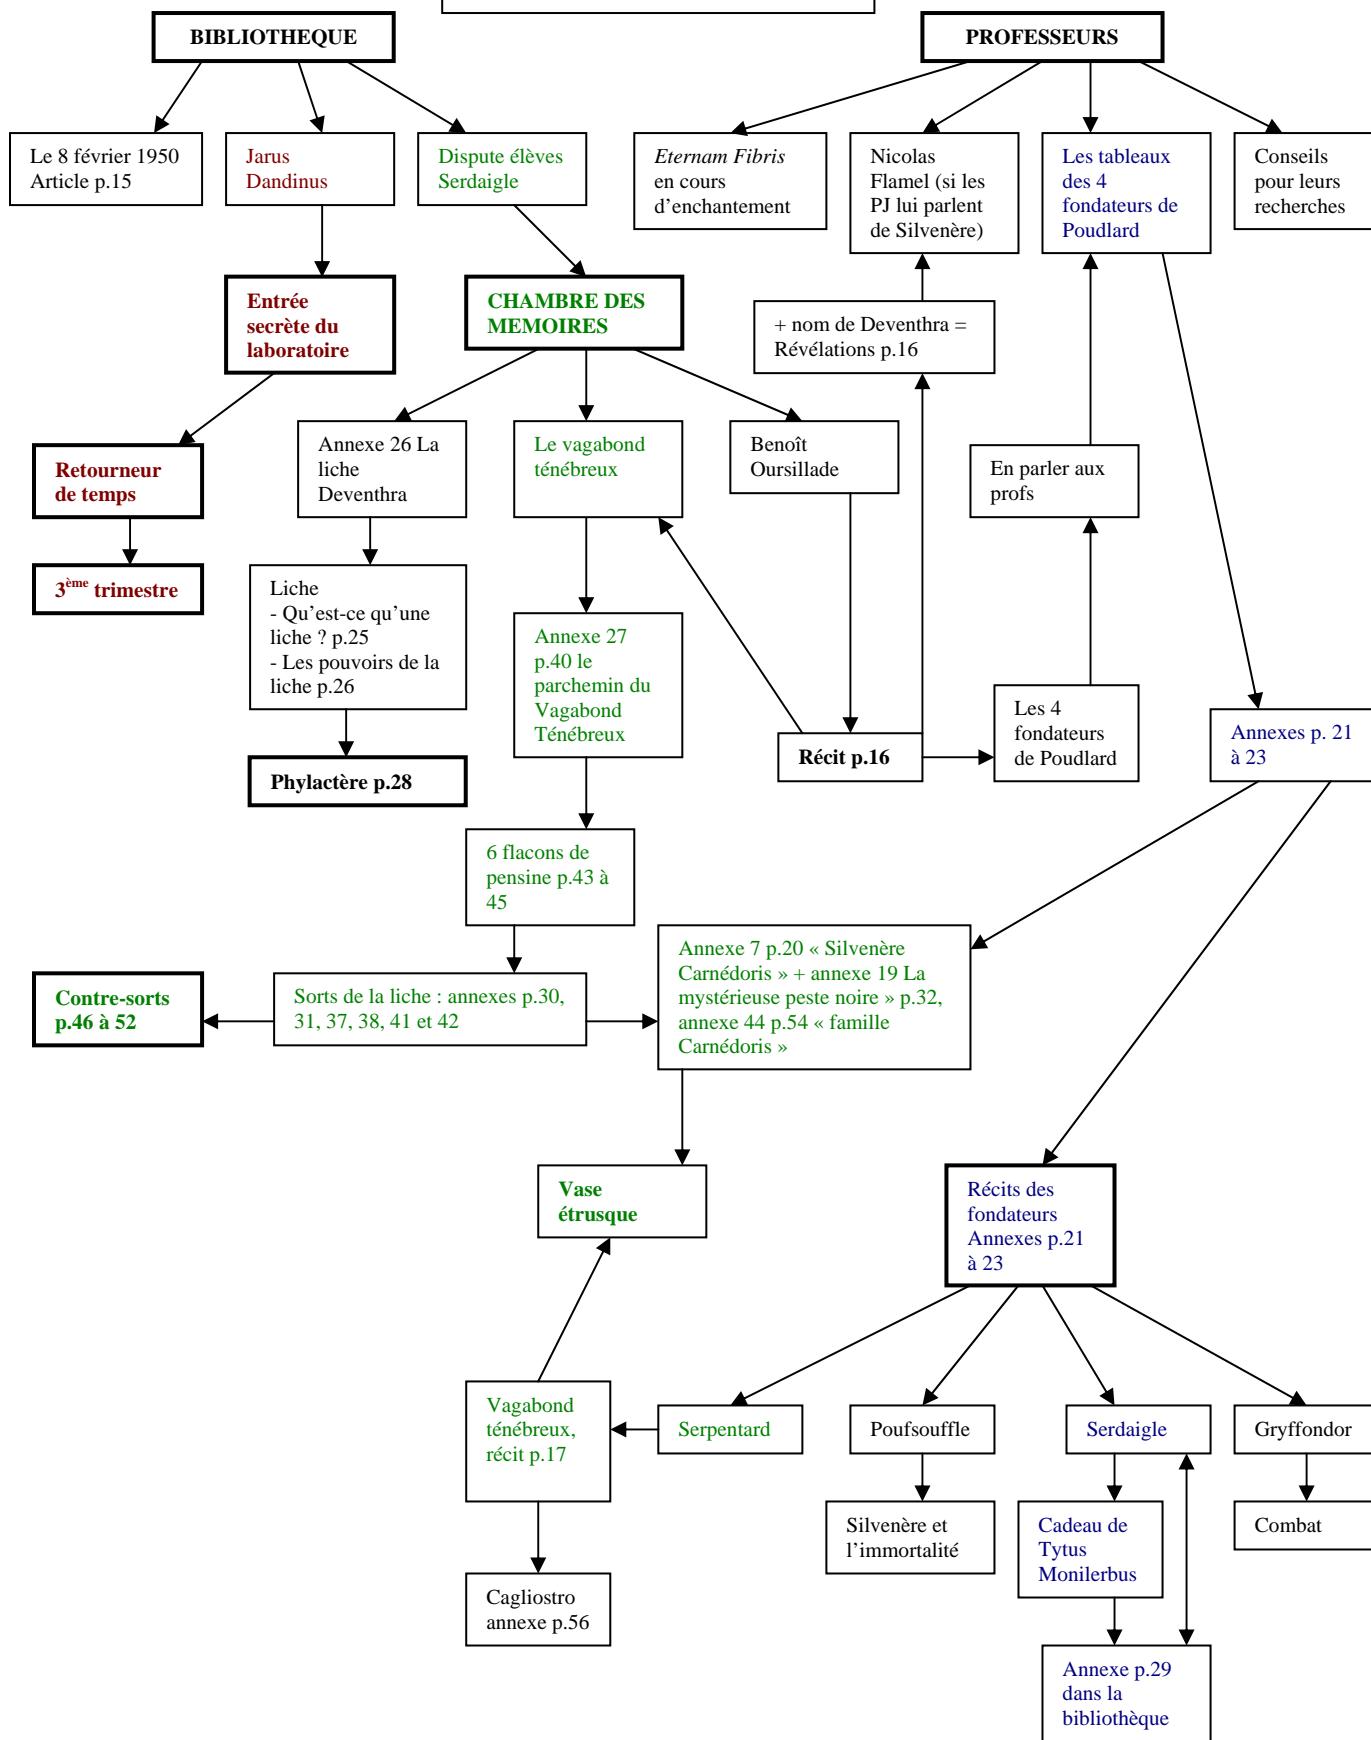 BIBLIOTHEQUE
PROFESSEURS
Le 8 février 1950
Article p.15
Jarus
Dandinus
Dispute élèves
Serdaigle
Eternam Fibris
en cours
d’enchantement
Nicolas
Flamel (si les
PJ lui parlent
de Silvenère)
Les tableaux
des 4
fondateurs de
Poudlard
Conseils
pour leurs
recherches
Entrée
secrète du
laboratoire
CHAMBRE DES
MEMOIRES
+ nom de Deventhra =
Révélations p.16
Retourneur
de temps
Annexe 26 La
liche
Deventhra
Le vagabond
ténébreux
Benoît
Oursillade
En parler aux
profs
3ème trimestre
Liche
- Qu’est-ce qu’une
liche ? p.25
- Les pouvoirs de la
liche p.26
Annexe 27
p.40 le
parchemin du
Vagabond
Ténébreux
Récit p.16
Les 4
fondateurs
de Poudlard
Annexes p. 21
à 23
Phylactère p.28
6 flacons de
pensine p.43 à
45
Contre-sorts
p.46 à 52
Sorts de la liche : annexes p.30,
31, 37, 38, 41 et 42
Annexe 7 p.20 « Silvenère
Carnédoris » + annexe 19 La
mystérieuse peste noire » p.32,
annexe 44 p.54 « famille
Carnédoris »
Vase
étrusque
Récits des
fondateurs
Annexes p.21
à 23
Vagabond
ténébreux,
récit p.17
Serpentard
Poufsouffle
Serdaigle
Gryffondor
Silvenère et
l’immortalité
Cadeau de
Tytus
Monilerbus
Combat
Cagliostro
annexe p.56
Annexe p.29
dans la
bibliothèque